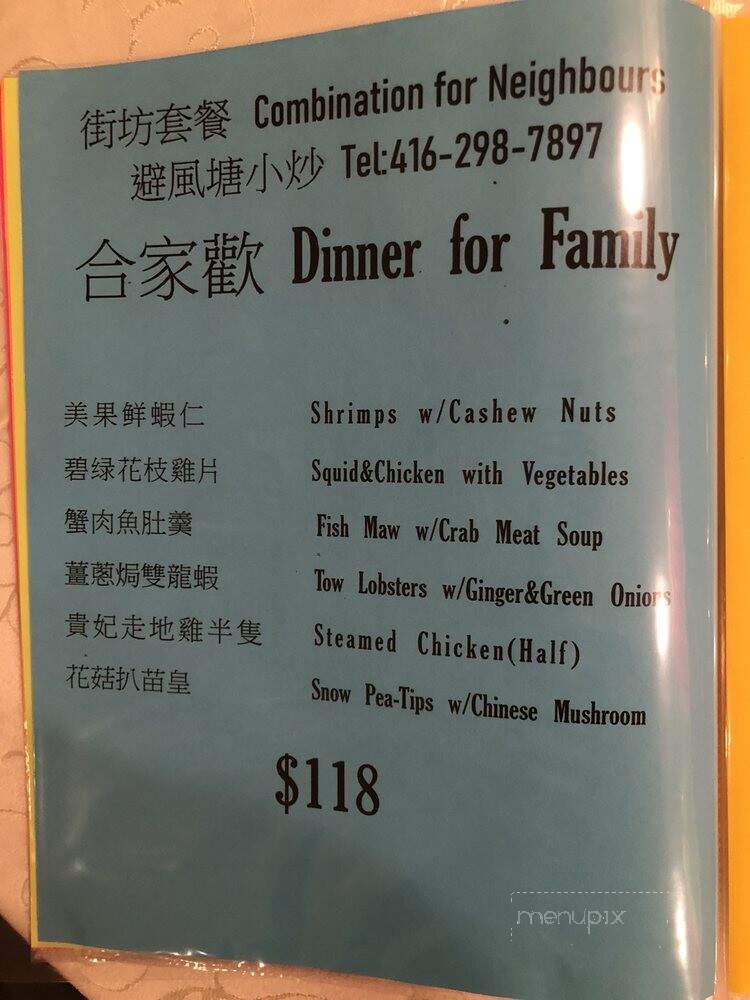 街坊套餐 Combination for Neighbours
避風塘小炒 Tel:416-298-7897
合家歡 Dinner for Family
美果鲜蝦仁 Shrimps w/Cashew Nuts
碧绿花枝雞片 Squid&Chicken with Vegetables
蟹肉魚肚羹 Fish Maw w/Crab Meat Soup
薑蔥焗雙龍蝦 Tow Lobsters w/Ginger&Green Onions
貴妃走地雞半隻 Steamed Chicken(Half)
花菇扒苗皇 Snow Pea-Tips w/Chinese Mushroom
$118
menupix